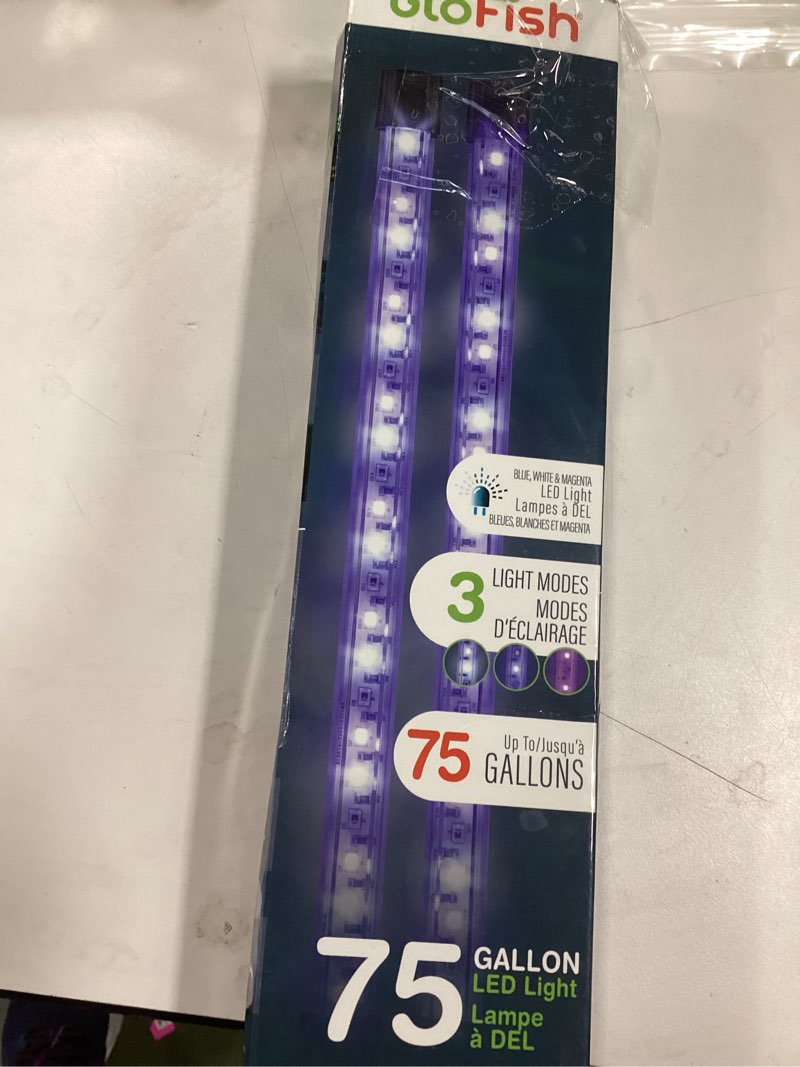 GloFish
BLUE, WHITE & MAGENTA
LED Light
Lampes à DEL
BLEUES, BLANCHES ET MAGENTA
3 LIGHT MODES
MODES
D'ÉCLAIRAGE
75 Up To/Jusqu'à
GALLONS
75 GALLON
LED Light
Lampe
à DEL